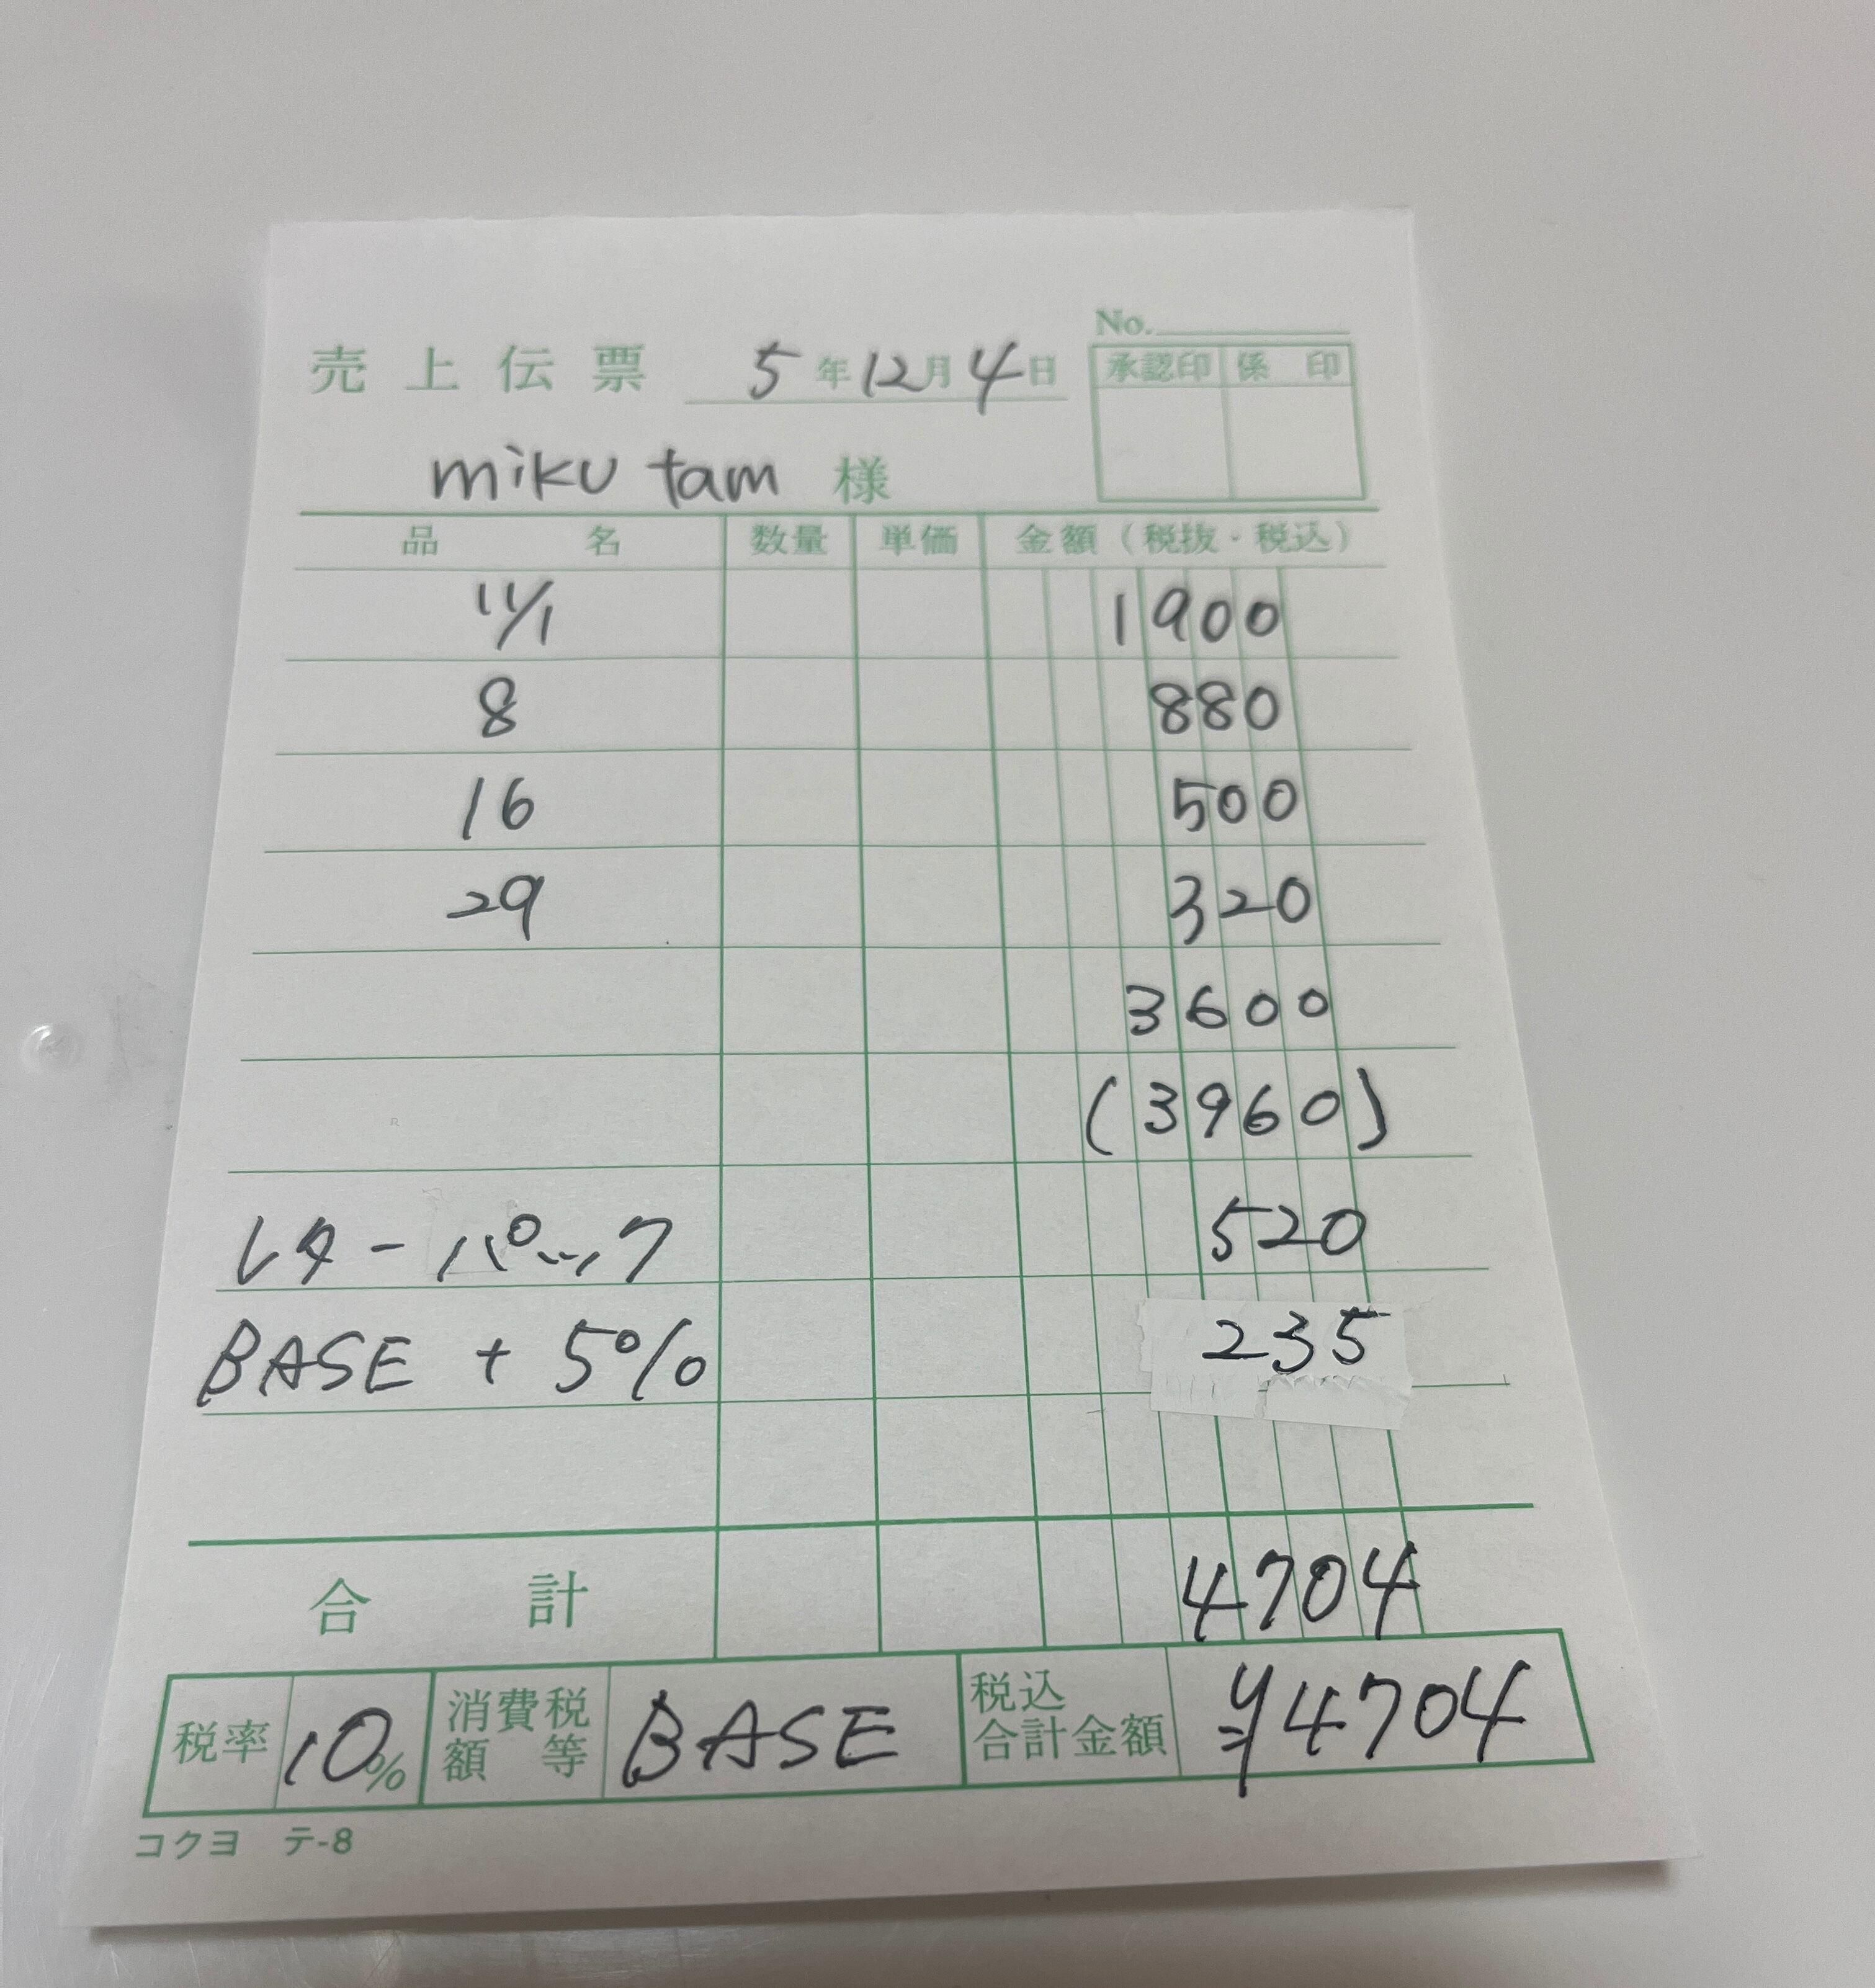 No.
売上伝票 5年12月4日
承認印 係印
miku tam 様
品名 数量 単価 金額(税抜・税込)
11/1 1900
8 880
16 500
29 320
3600
(3960)
レターパック 520
BASE + 5% 235
合計 4704
税率 10% 消費税額等 BASE 税込合計金額 ¥4704
コクヨ テ-8